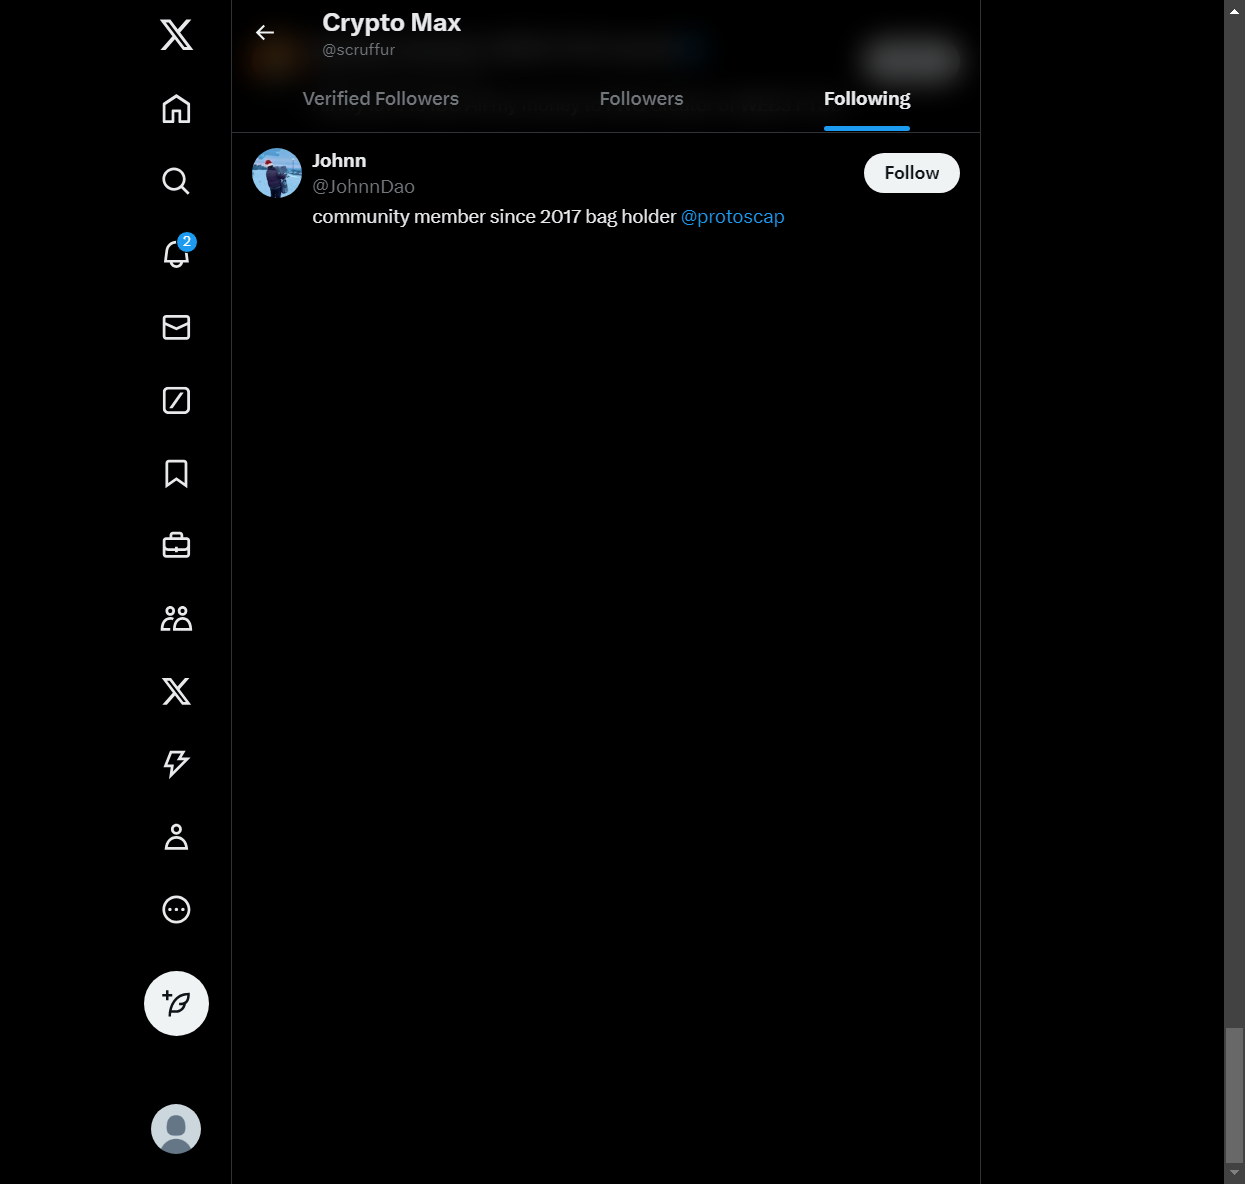 Crypto Max
@scruffur
Verified Followers
Followers
Following
2
Johnn
@JohnnDao
Follow
community member since 2017 bag holder @protoscap